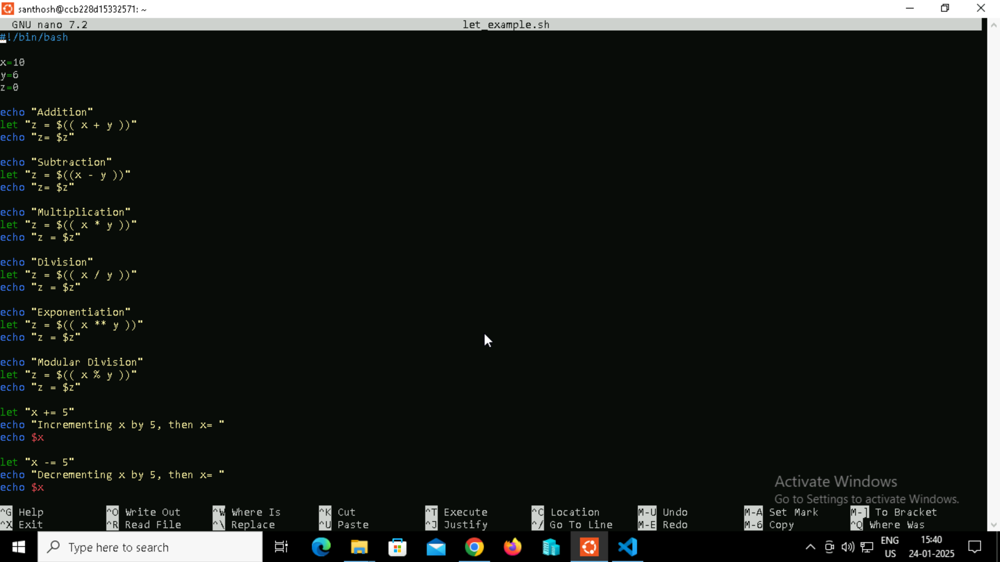 santhosh@ccb228d15332571: ~
GNU nano 7.2 let_example.sh
#!/bin/bash
x=10
y=6
z=0
echo "Addition"
let "z = $(( x + y ))"
echo "z= $z"
echo "Subtraction"
let "z = $((x - y ))"
echo "z= $z"
echo "Multiplication"
let "z = $(( x * y ))"
echo "z = $z"
echo "Division"
let "z = $(( x / y ))"
echo "z = $z"
echo "Exponentiation"
let "z = $(( x ** y ))"
echo "z = $z"
echo "Modular Division"
let "z = $(( x % y ))"
echo "z = $z"
let "x += 5"
echo "Incrementing x by 5, then x= "
echo $x
let "x -= 5"
echo "Decrementing x by 5, then x= "
echo $x
Activate Windows
Go to Settings to activate Windows.
^G Help ^O Write Out ^W Where Is ^K Cut ^T Execute ^C Location M-U Undo M-A Set Mark M-] To Bracket
^X Exit ^R Read File ^\ Replace ^U Paste ^J Justify ^/ Go To Line M-E Redo M-6 Copy ^Q Where Was
Type here to search
ENG
US
15:40
24-01-2025